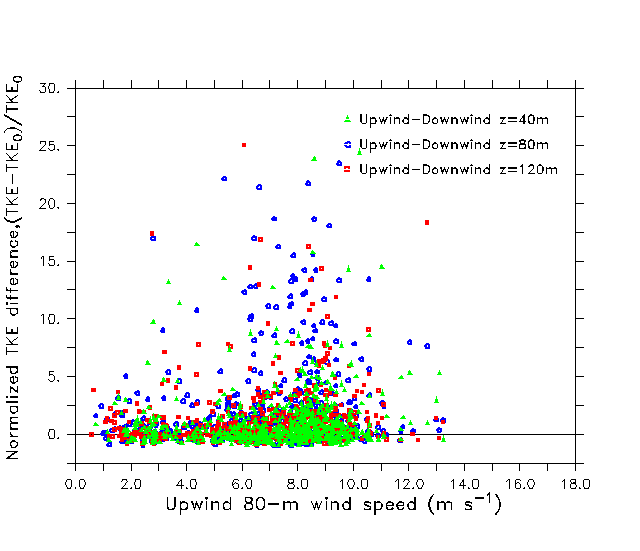 30.
25.
20.
15.
10.
5.
0.
0.0 2.0 4.0 6.0 8.0 10.0 12.0 14.0 16.0 18.0
Upwind 80-m wind speed (m s⁻¹)
Normalized TKE difference,(TKE-TKE₀)/TKE₀
Upwind-Downwind z=40m
Upwind-Downwind z=80m
Upwind-Downwind z=120m